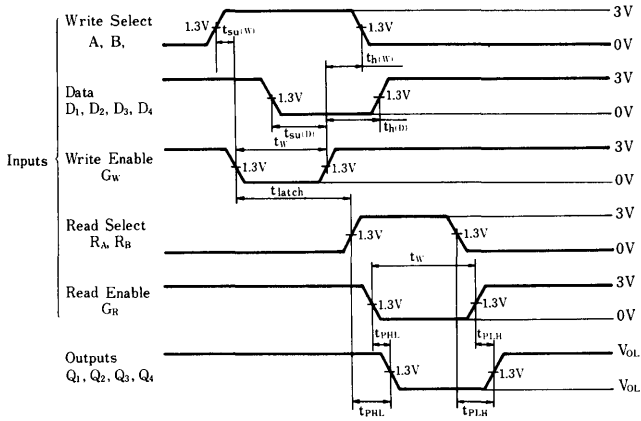 Write Select
A, B,
1.3V
tsu(W)
1.3V
th(W)
3V
0V
Data
D1, D2, D3, D4
1.3V
tsu(D)
1.3V
th(D)
3V
0V
Inputs
Write Enable
GW
tW
1.3V
1.3V
3V
0V
tlatch
Read Select
RA, RB
1.3V
1.3V
3V
0V
Read Enable
GR
tW
1.3V
1.3V
3V
0V
tPHL
tPLH
Outputs
Q1, Q2, Q3, Q4
1.3V
1.3V
VOL
VOL
tPHL
tPLH